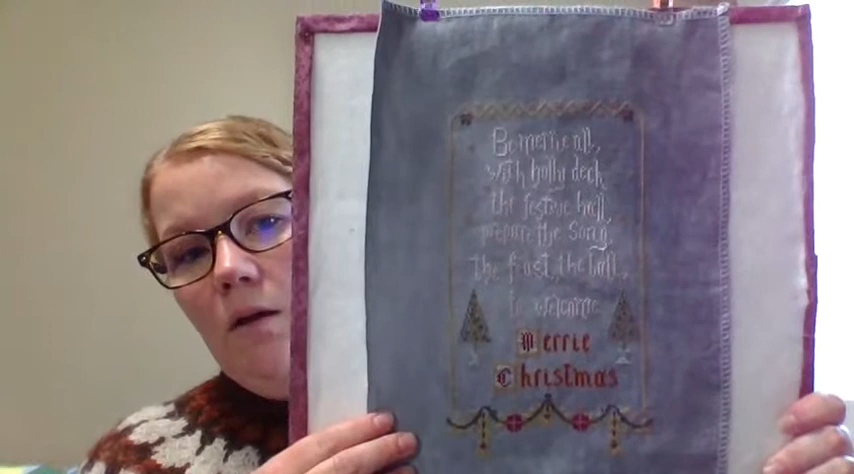 Be merrie all,
with holly deck
the festive hall,
prepare the Song,
the feast, the ball,
to welcome
Merrie
Christmas